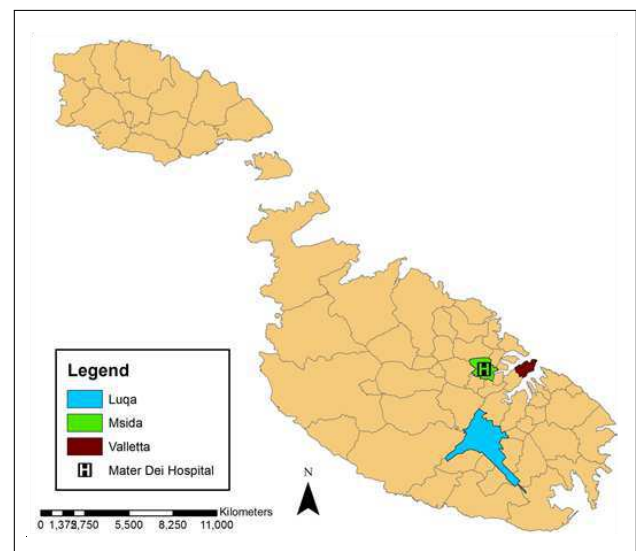 Legend
Luqa
Msida
Valletta
H
H Mater Dei Hospital
N
Kilometers
0 1,375 2,750 5,500 8,250 11,000